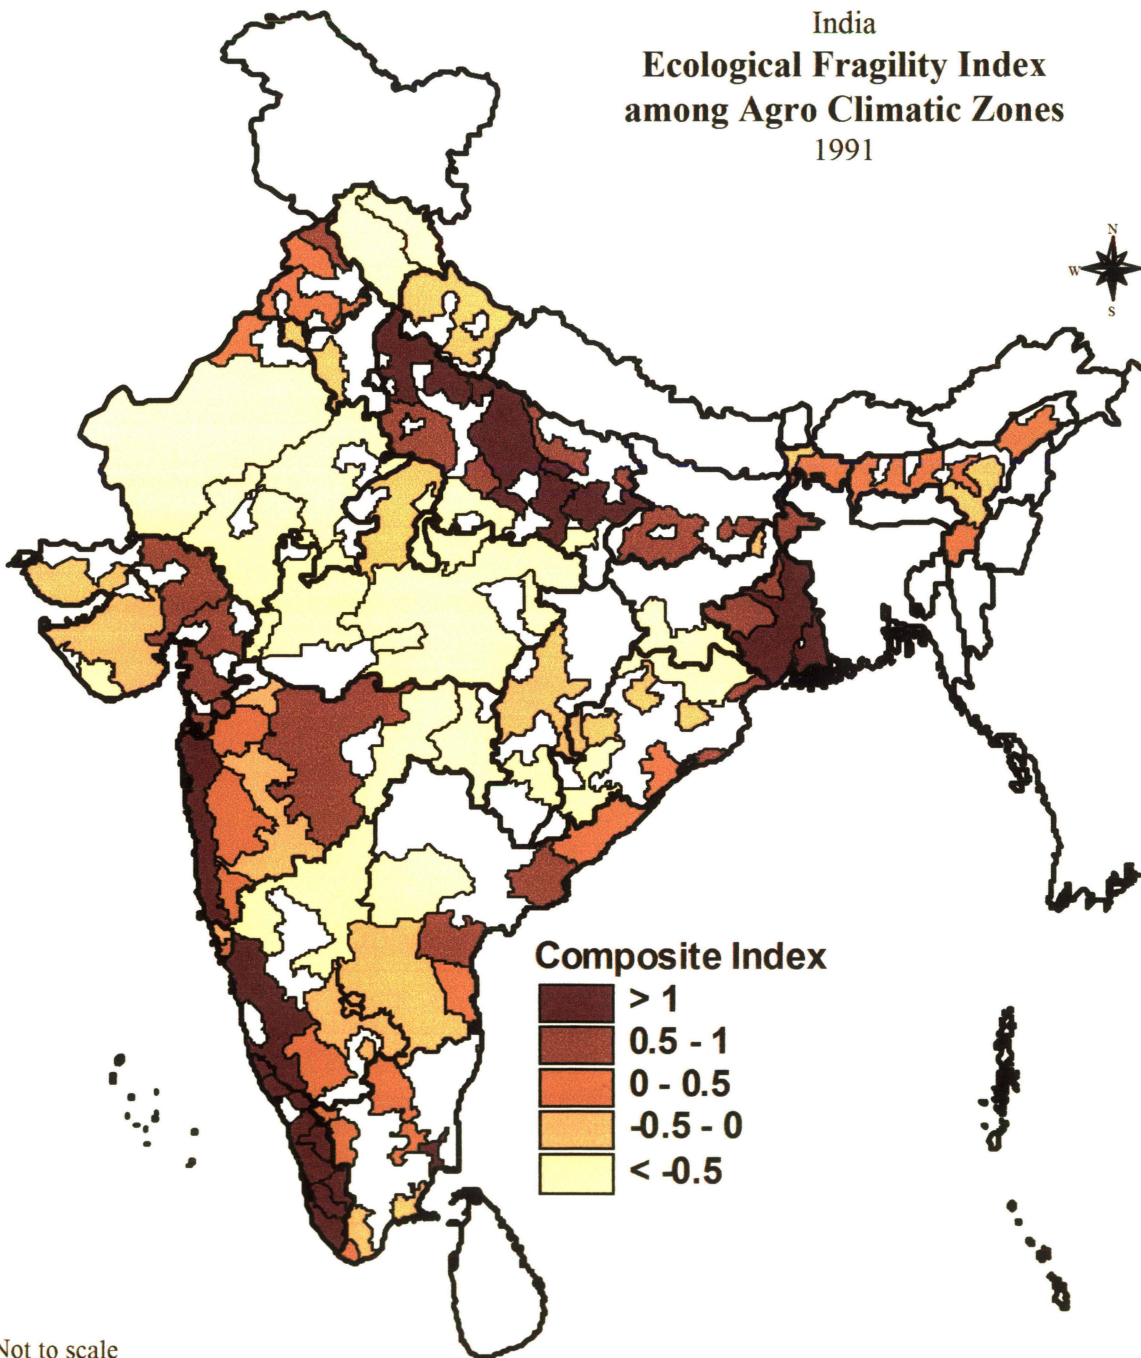 India
Ecological Fragility Index
among Agro Climatic Zones
1991
N
W
S
Composite Index
> 1
0.5 - 1
0 - 0.5
-0.5 - 0
< -0.5
Not to scale